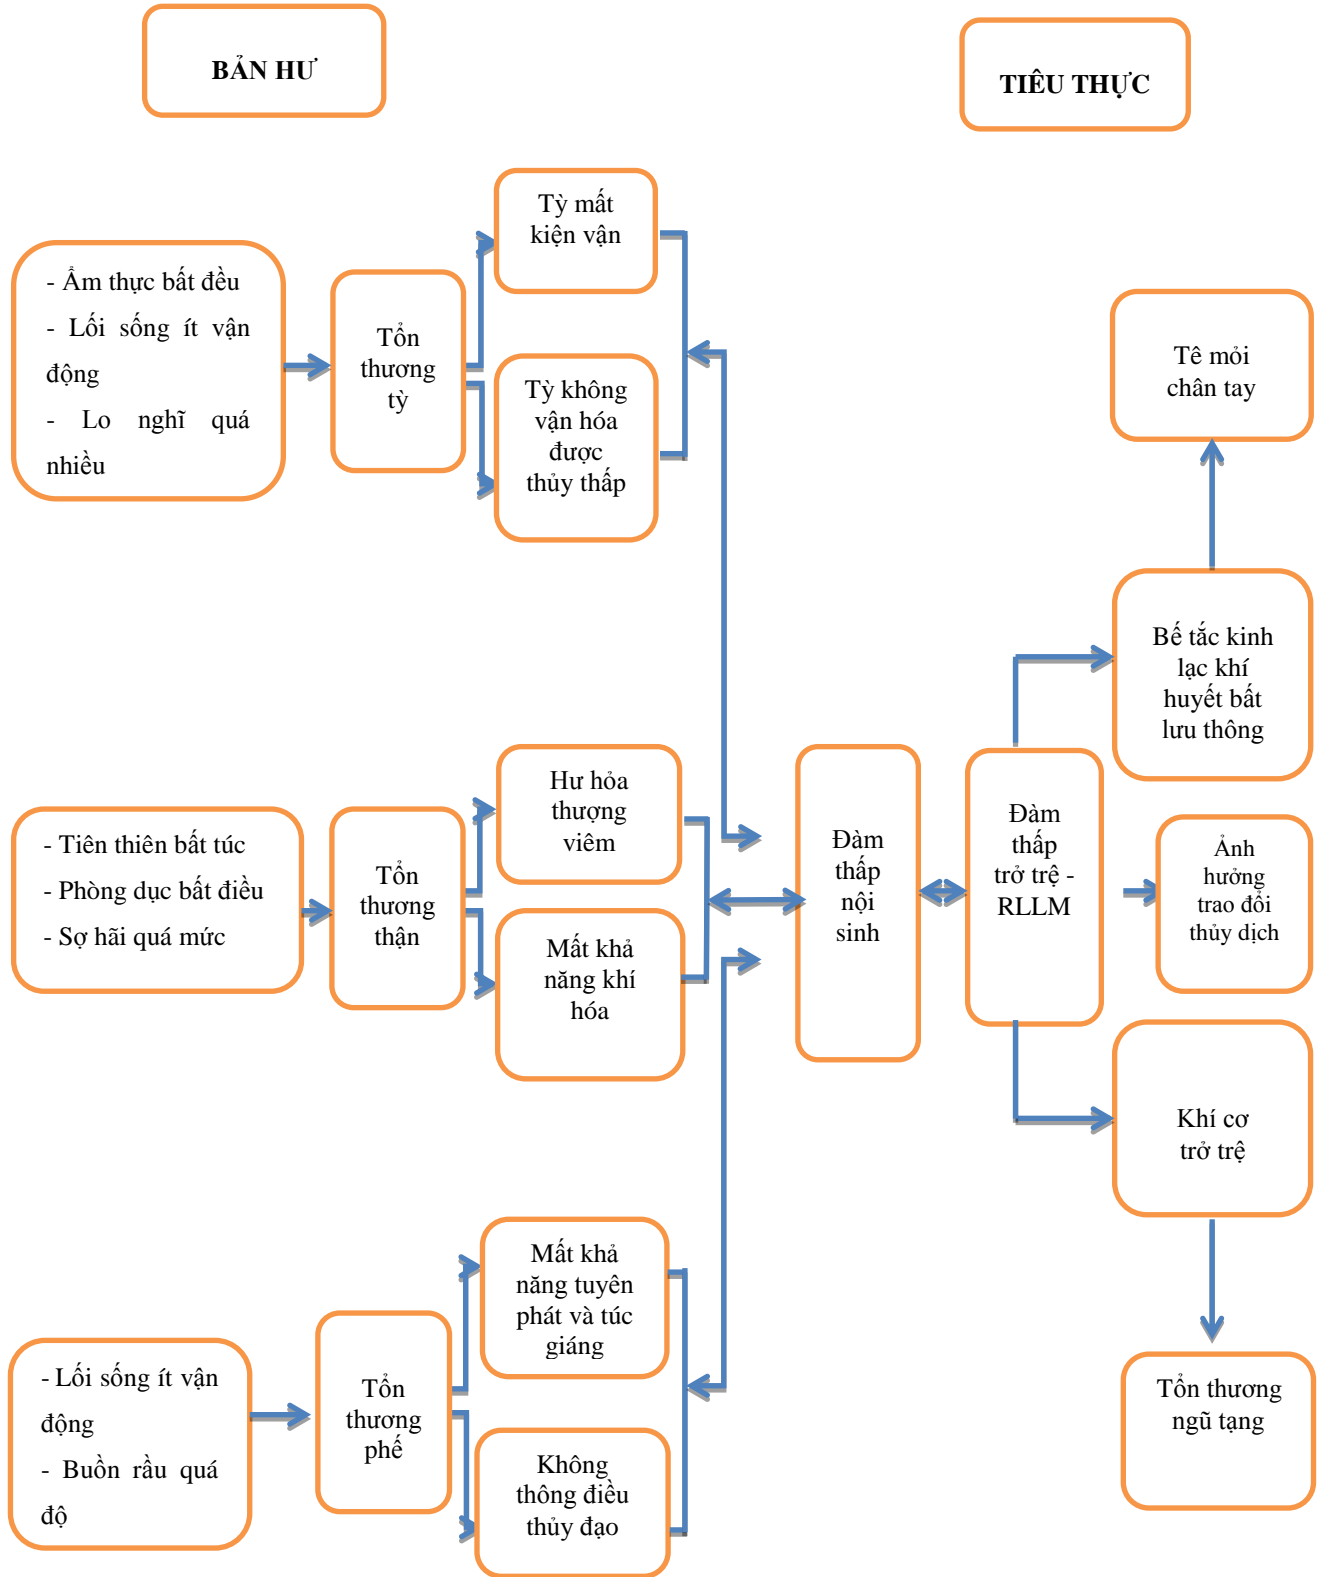 BẢN HƯ
TIÊU THỰC
- Ẩm thực bất đều
- Lối sống ít vận
động
- Lo nghĩ quá
nhiều
Tổn
thương
tỳ
Tỳ mất
kiện vận
Tỳ không
vận hóa
được
thủy thấp
- Tiên thiên bất túc
- Phòng dục bất điều
- Sợ hãi quá mức
Tổn
thương
thận
Hư hỏa
thượng
viêm
Mất khả
năng khí
hóa
- Lối sống ít vận
động
- Buồn rầu quá
độ
Tổn
thương
phế
Mất khả
năng tuyên
phát và túc
giáng
Không
thông điều
thủy đạo
Đàm
thấp
nội
sinh
Đàm
thấp
trở trệ -
RLLM
Tê mỏi
chân tay
Bế tắc kinh
lạc khí
huyết bất
lưu thông
Ảnh
hưởng
trao đổi
thủy dịch
Khí cơ
trở trệ
Tổn thương
ngũ tạng